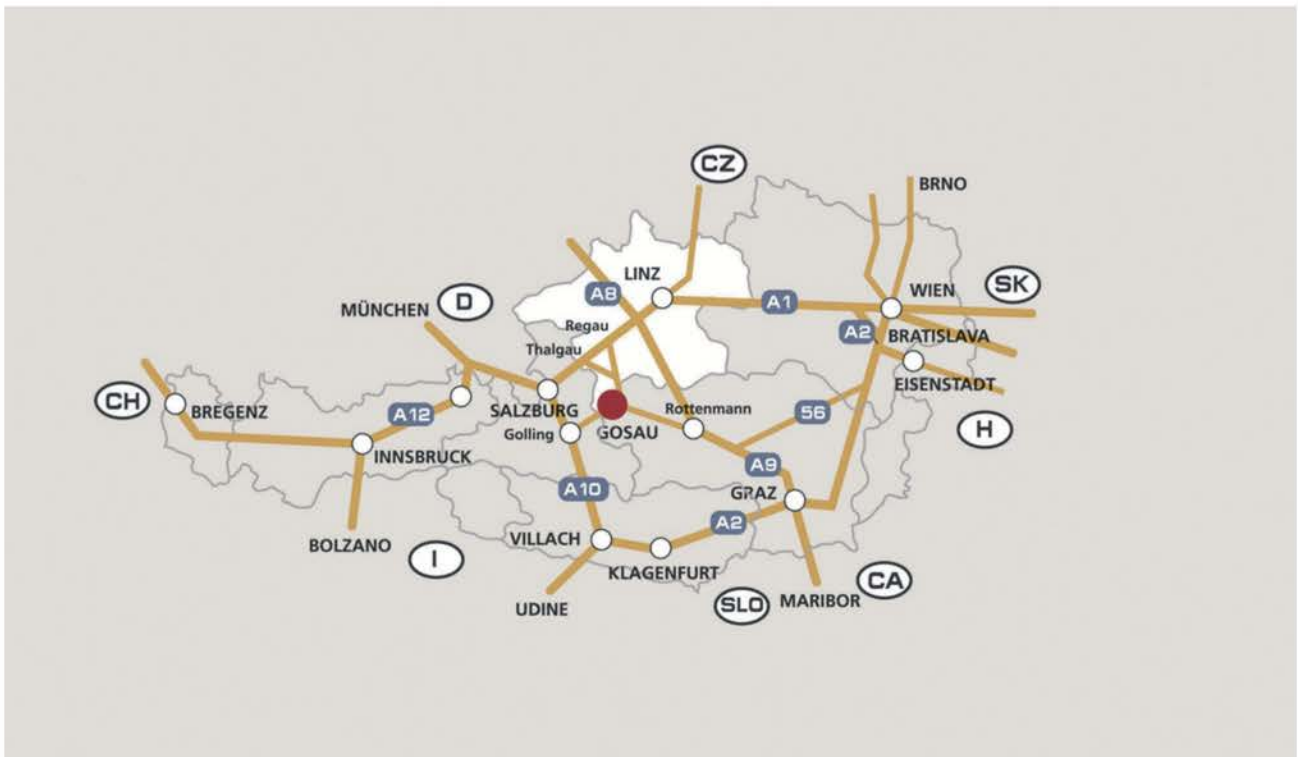 CZ
BRNO
LINZ
D
A8
A1
WIEN
SK
MÜNCHEN
Regau
A2
BRATISLAVA
Thalgau
EISENSTADT
CH
BREGENZ
A12
SALZBURG
Rottenmann
56
Golling
GOSAU
H
INNSBRUCK
A9
A10
GRAZ
A2
BOLZANO
I
VILLACH
KLAGENFURT
CA
UDINE
SLO
MARIBOR